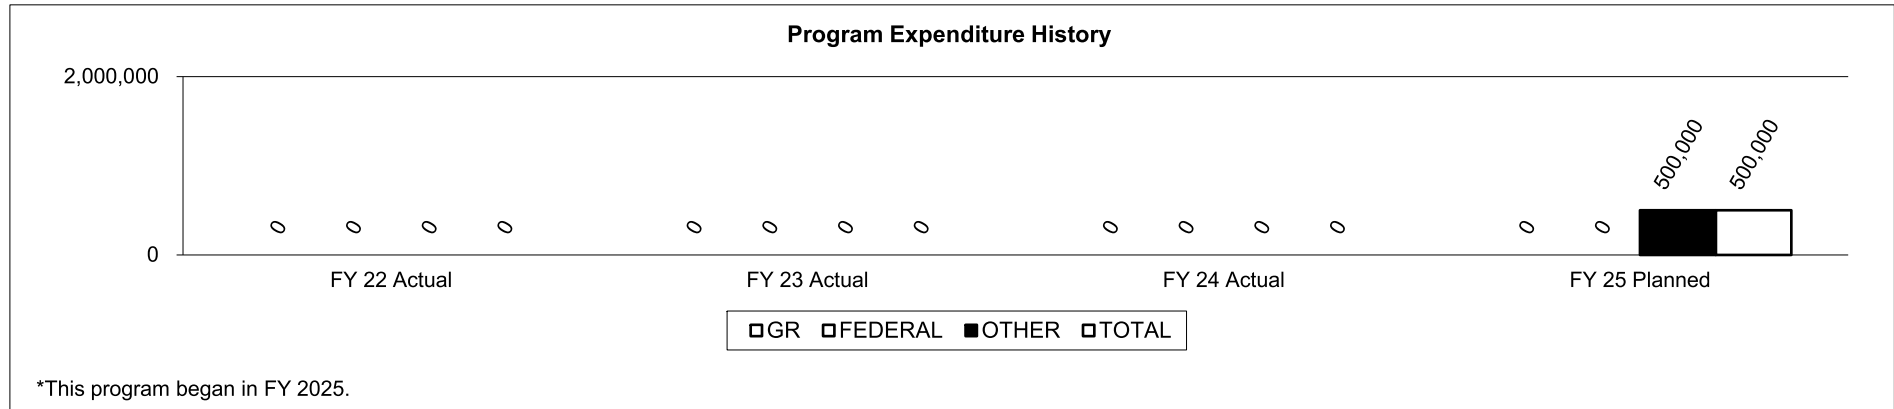 Program Expenditure History
2,000,000
500,000 500,000
0 0 0 0 0 0 0 0 0 0 0 0 0 0
0
FY 22 Actual FY 23 Actual FY 24 Actual FY 25 Planned
GR FEDERAL OTHER TOTAL
*This program began in FY 2025.